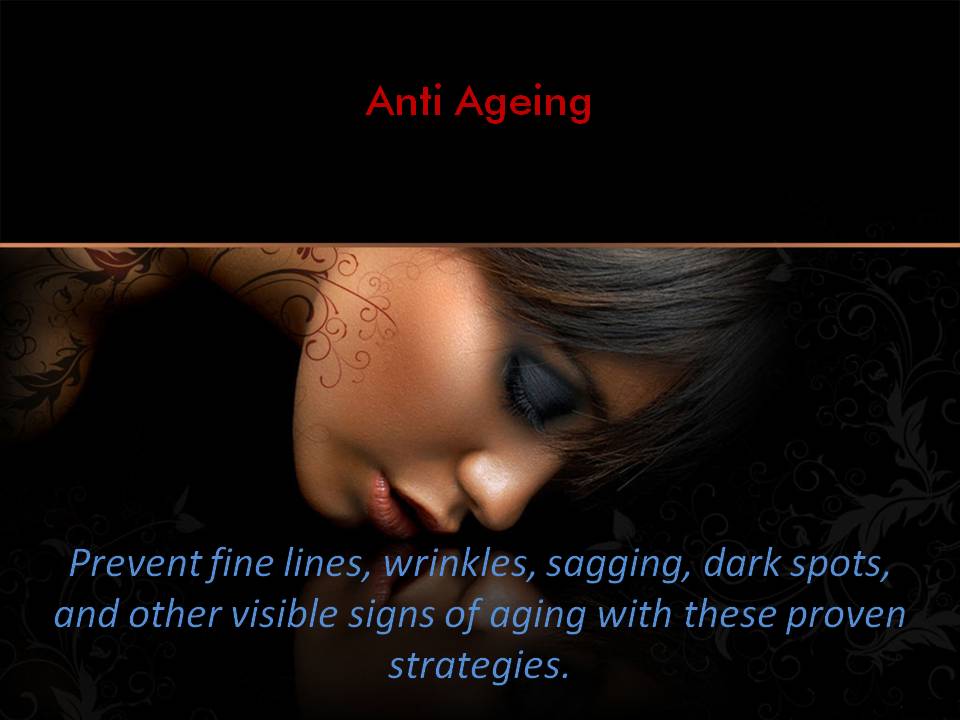 Anti Ageing
Prevent fine lines, wrinkles, sagging, dark spots,
and other visible signs of aging with these proven
strategies.